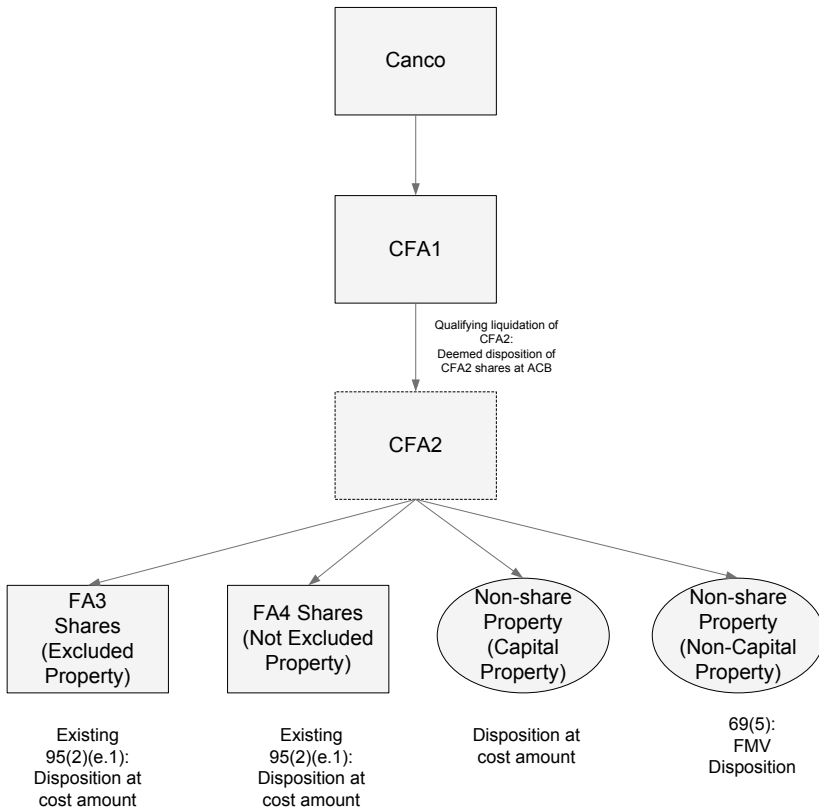 Canco
CFA1
Qualifying liquidation of
CFA2:
Deemed disposition of
CFA2 shares at ACB
CFA2
FA3
Shares
(Excluded
Property)
FA4 Shares
(Not Excluded
Property)
Non-share
Property
(Capital
Property)
Non-share
Property
(Non-Capital
Property)
Existing
95(2)(e.1):
Disposition at
cost amount
Existing
95(2)(e.1):
Disposition at
cost amount
Disposition at
cost amount
69(5):
FMV
Disposition